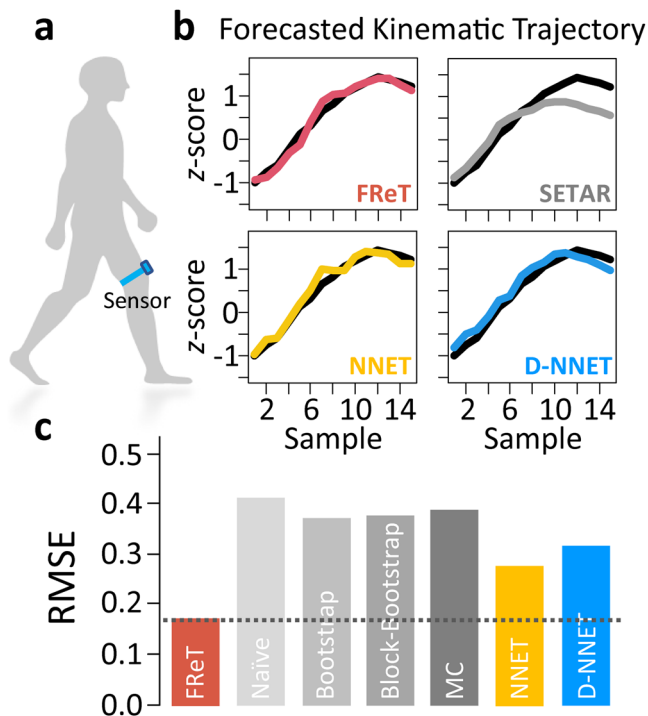 a
b Forecasted Kinematic Trajectory
z-score
1
0
-1
FReT
SETAR
Sensor
z-score
1
0
-1
NNET
D-NNET
2 6 10 14
2 6 10 14
Sample
Sample
c
RMSE
0.5
0.4
0.3
0.2
0.1
0.0
FReT
Naïve
Bootstrap
Block-Bootstrap
MC
NNET
D-NNET